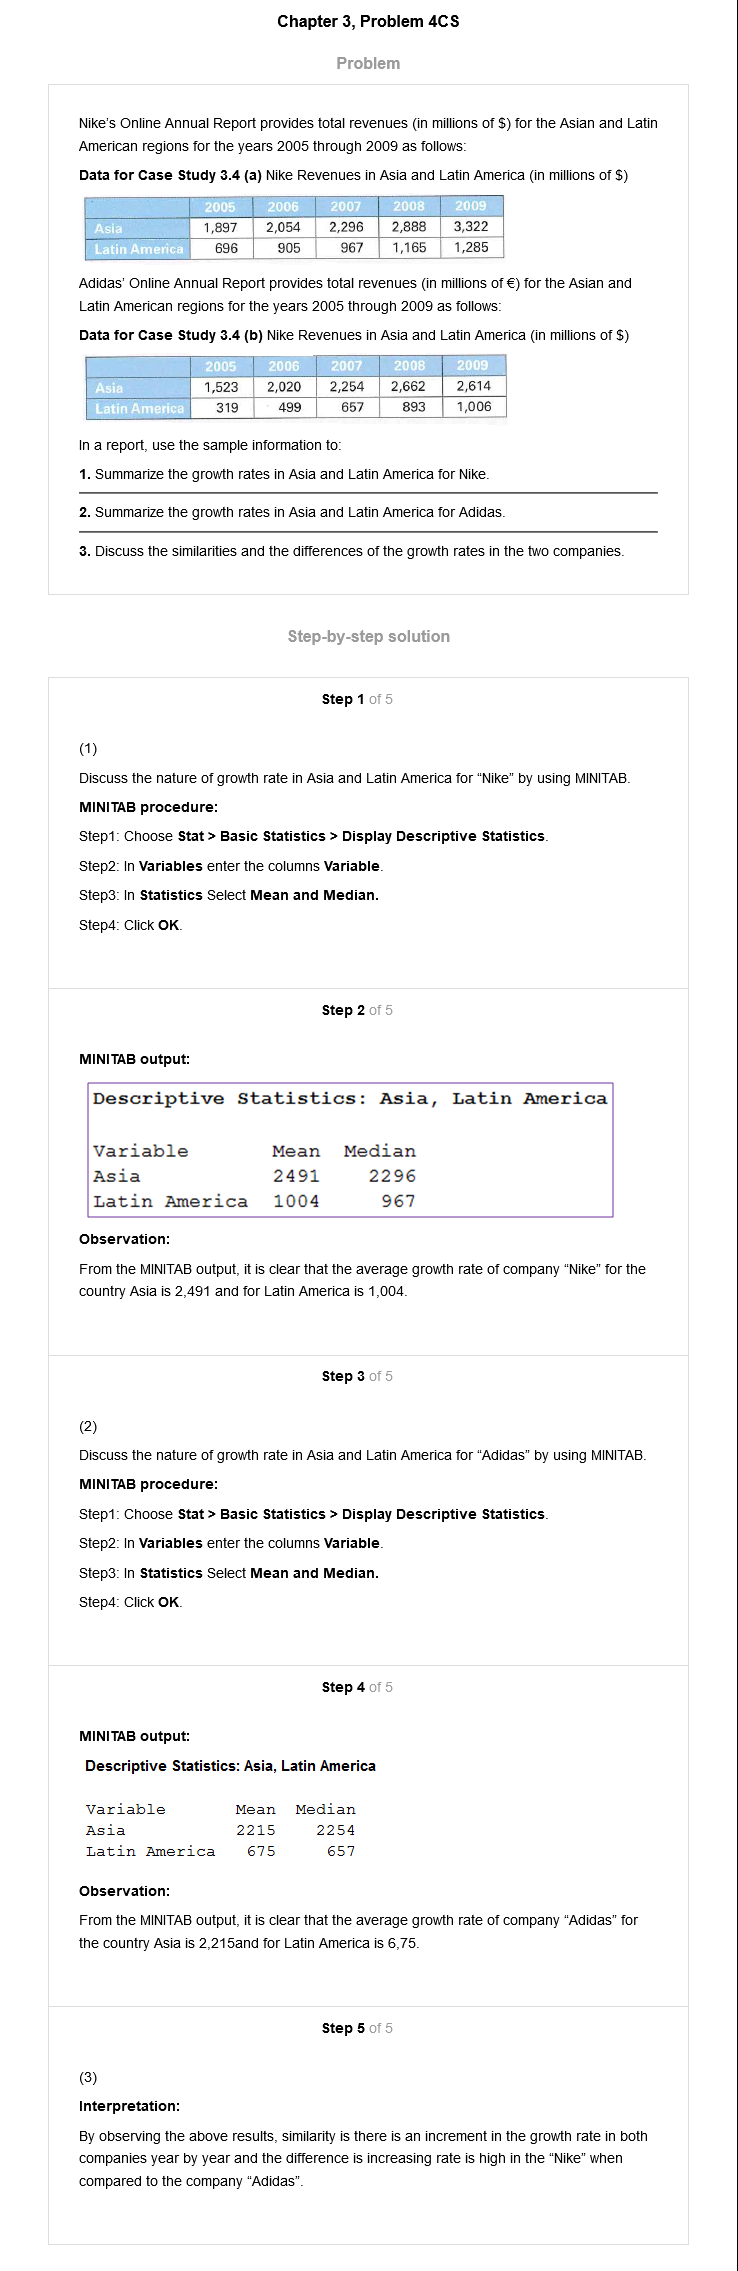 Chapter 3, Problem 4CS
Problem
Nike's Online Annual Report provides total revenues (in millions of $) for the Asian and Latin
American regions for the years 2005 through 2009 as follows:
Data for Case Study 3.4 (a) Nike Revenues in Asia and Latin America (in millions of $)
2005 2006 2007 2008 2009
Asia 1,897 2,054 2,296 2,888 3,322
Latin America 696 905 967 1,165 1,285
Adidas' Online Annual Report provides total revenues (in millions of €) for the Asian and
Latin American regions for the years 2005 through 2009 as follows:
Data for Case Study 3.4 (b) Nike Revenues in Asia and Latin America (in millions of $)
2005 2006 2007 2008 2009
Asia 1,523 2,020 2,254 2,662 2,614
Latin America 319 499 657 893 1,006
In a report, use the sample information to:
1. Summarize the growth rates in Asia and Latin America for Nike.
2. Summarize the growth rates in Asia and Latin America for Adidas.
3. Discuss the similarities and the differences of the growth rates in the two companies.
Step-by-step solution
Step 1 of 5
(1)
Discuss the nature of growth rate in Asia and Latin America for “Nike” by using MINITAB.
MINITAB procedure:
Step1: Choose Stat > Basic Statistics > Display Descriptive Statistics.
Step2: In Variables enter the columns Variable.
Step3: In Statistics Select Mean and Median.
Step4: Click OK.
Step 2 of 5
MINITAB output:
Descriptive Statistics: Asia, Latin America
Variable Mean Median
Asia 2491 2296
Latin America 1004 967
Observation:
From the MINITAB output, it is clear that the average growth rate of company “Nike” for the
country Asia is 2,491 and for Latin America is 1,004.
Step 3 of 5
(2)
Discuss the nature of growth rate in Asia and Latin America for “Adidas” by using MINITAB.
MINITAB procedure:
Step1: Choose Stat > Basic Statistics > Display Descriptive Statistics.
Step2: In Variables enter the columns Variable.
Step3: In Statistics Select Mean and Median.
Step4: Click OK.
Step 4 of 5
MINITAB output:
Descriptive Statistics: Asia, Latin America
Variable Mean Median
Asia 2215 2254
Latin America 675 657
Observation:
From the MINITAB output, it is clear that the average growth rate of company “Adidas” for
the country Asia is 2,215and for Latin America is 6,75.
Step 5 of 5
(3)
Interpretation:
By observing the above results, similarity is there is an increment in the growth rate in both
companies year by year and the difference is increasing rate is high in the “Nike” when
compared to the company “Adidas”.